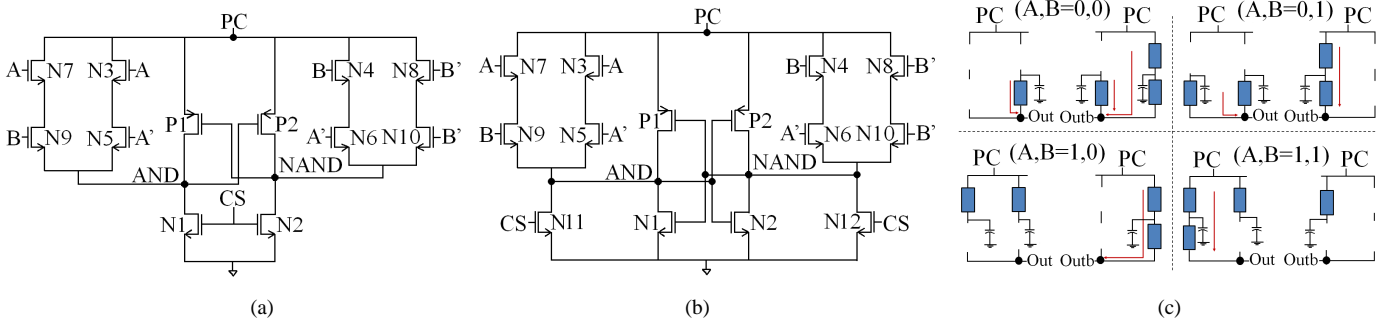 PC
A N7 N3 A B N4 N8 B'
P1 P2
B N9 N5 A' A' N6 N10 B'
AND NAND
CS
N1 N2
(a)
PC
A N7 N3 A B N4 N8 B'
P1 P2
B N9 N5 A' A' N6 N10 B'
AND NAND
CS N11 N1 N2 N12 CS
(b)
PC (A,B=0,0) PC
Out Outb
PC (A,B=0,1) PC
Out Outb
PC (A,B=1,0) PC
Out Outb
PC (A,B=1,1) PC
Out Outb
(c)